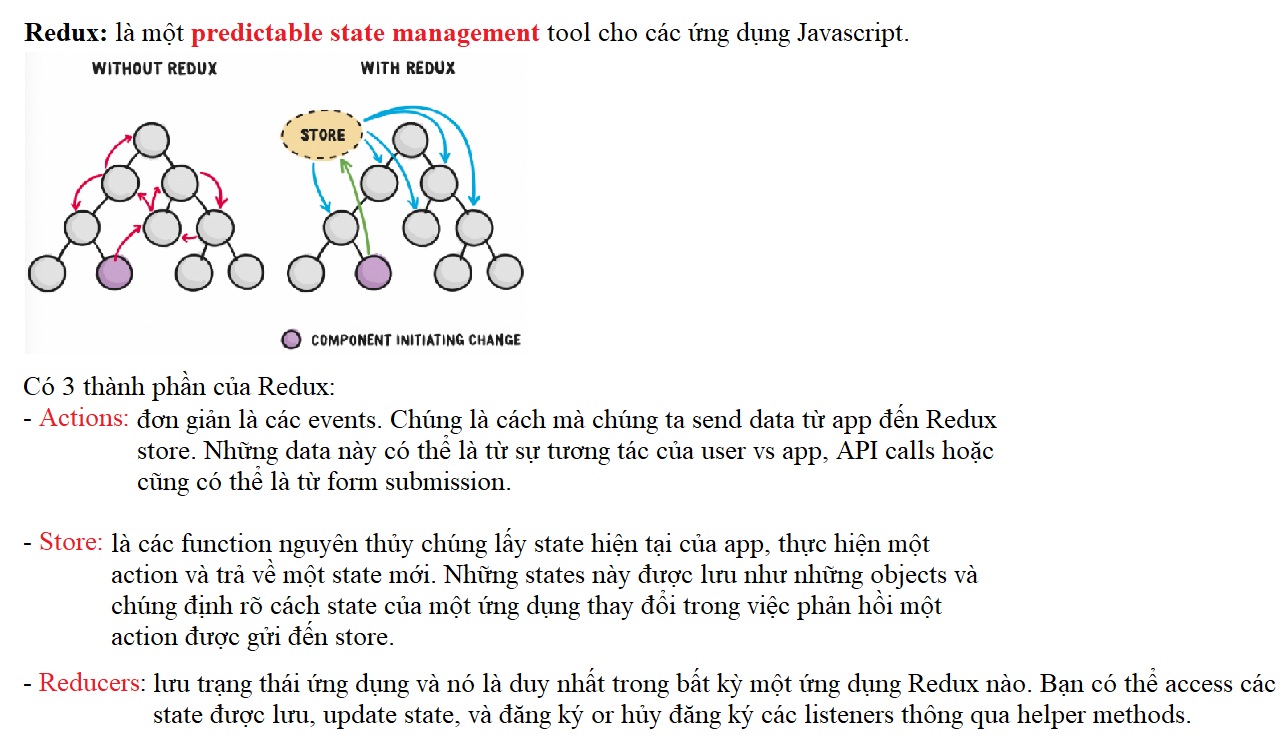 Redux: là một predictable state management tool cho các ứng dụng Javascript.
WITHOUT REDUX
WITH REDUX
STORE
COMPONENT INITIATING CHANGE
Có 3 thành phần của Redux:
- Actions: đơn giản là các events. Chúng là cách mà chúng ta send data từ app đến Redux
store. Những data này có thể là từ sự tương tác của user vs app, API calls hoặc
cũng có thể là từ form submission.
- Store: là các function nguyên thủy chúng lấy state hiện tại của app, thực hiện một
action và trả về một state mới. Những states này được lưu như những objects và
chúng định rõ cách state của một ứng dụng thay đổi trong việc phản hồi một
action được gửi đến store.
- Reducers: lưu trạng thái ứng dụng và nó là duy nhất trong bất kỳ một ứng dụng Redux nào. Bạn có thể access các
state được lưu, update state, và đăng ký or hủy đăng ký các listeners thông qua helper methods.